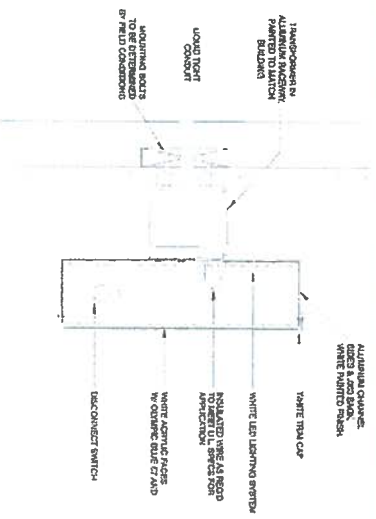 TRANSFORMER IN
ALUMINUM RACEWAY,
PAINTED TO MATCH
BUILDING
LIQUID TIGHT
CONDUIT
MOUNTING BOLTS
TO BE DETERMINED
BY FIELD CONDITIONS
ALUMINUM CHANNEL
SIDES & .063 BACK
WHITE PAINTED FINISH
WHITE TRIM CAP
WHITE LED LIGHTING SYSTEM
INSULATED WIRE AS REQ'D
TO MEET U.L. SPECS FOR
APPLICATION
WHITE ACRYLIC FACES
W/ OLYMPIC BLUE
DISCONNECT SWITCH